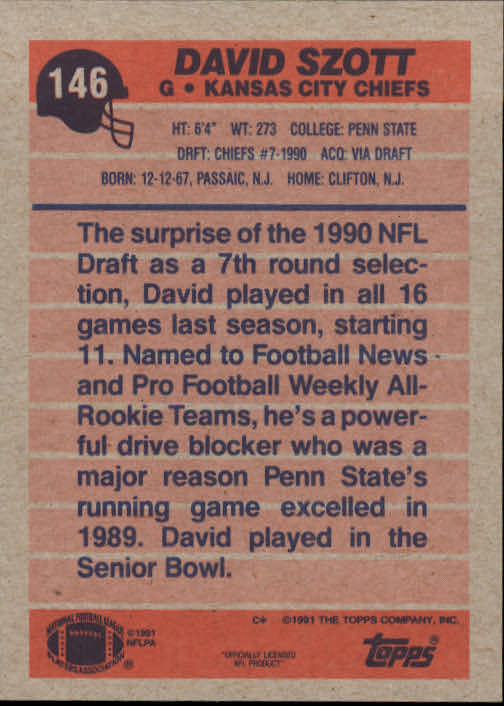 146
DAVID SZOTT
G • KANSAS CITY CHIEFS
HT: 6'4" WT: 273 COLLEGE: PENN STATE
DRFT: CHIEFS #7-1990 ACQ: VIA DRAFT
BORN: 12-12-67, PASSAIC, N.J. HOME: CLIFTON, N.J.
The surprise of the 1990 NFL
Draft as a 7th round selec-
tion, David played in all 16
games last season, starting
11. Named to Football News
and Pro Football Weekly All-
Rookie Teams, he's a power-
ful drive blocker who was a
major reason Penn State's
running game excelled in
1989. David played in the
Senior Bowl.
NATIONAL FOOTBALL LEAGUE
PLAYERS ASSOCIATION
®
©1991
NFLPA
C* ©1991 THE TOPPS COMPANY, INC.
"OFFICIALLY LICENSED
NFL PRODUCT"
topps®